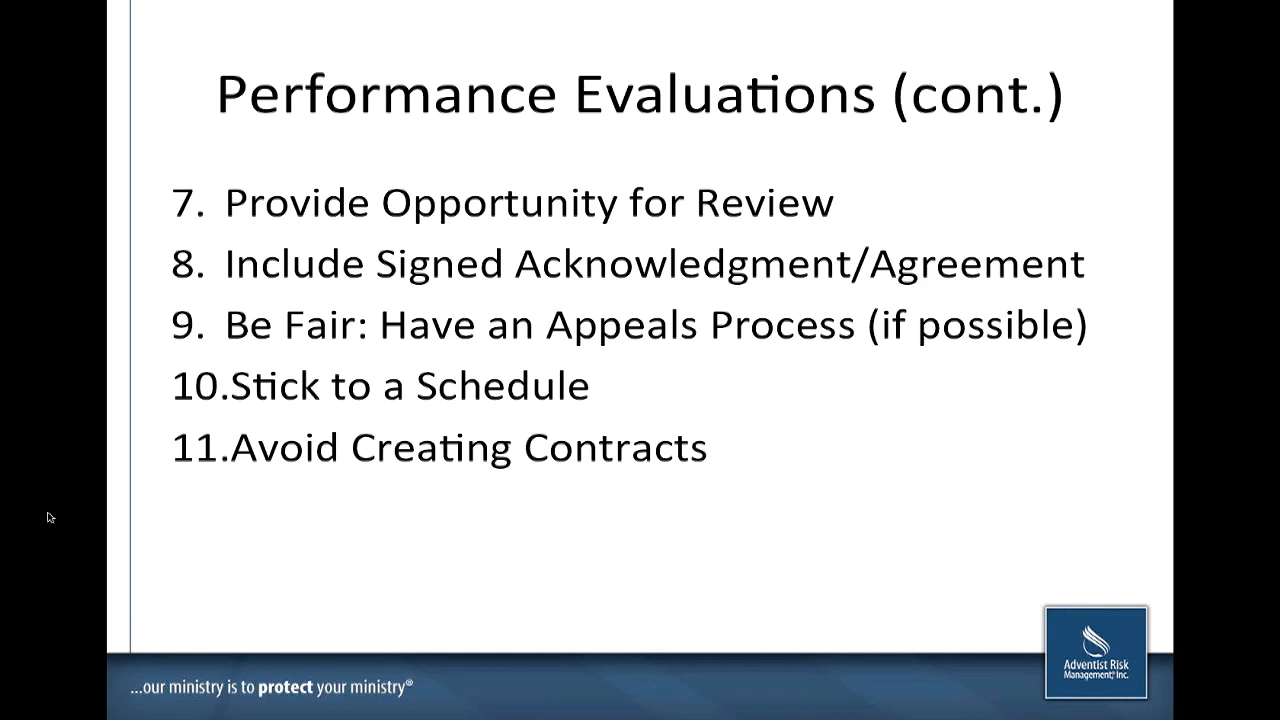 Performance Evaluations (cont.)
7. Provide Opportunity for Review
8. Include Signed Acknowledgment/Agreement
9. Be Fair: Have an Appeals Process (if possible)
10.Stick to a Schedule
11.Avoid Creating Contracts
Adventist Risk
Management, Inc.
...our ministry is to protect your ministry®